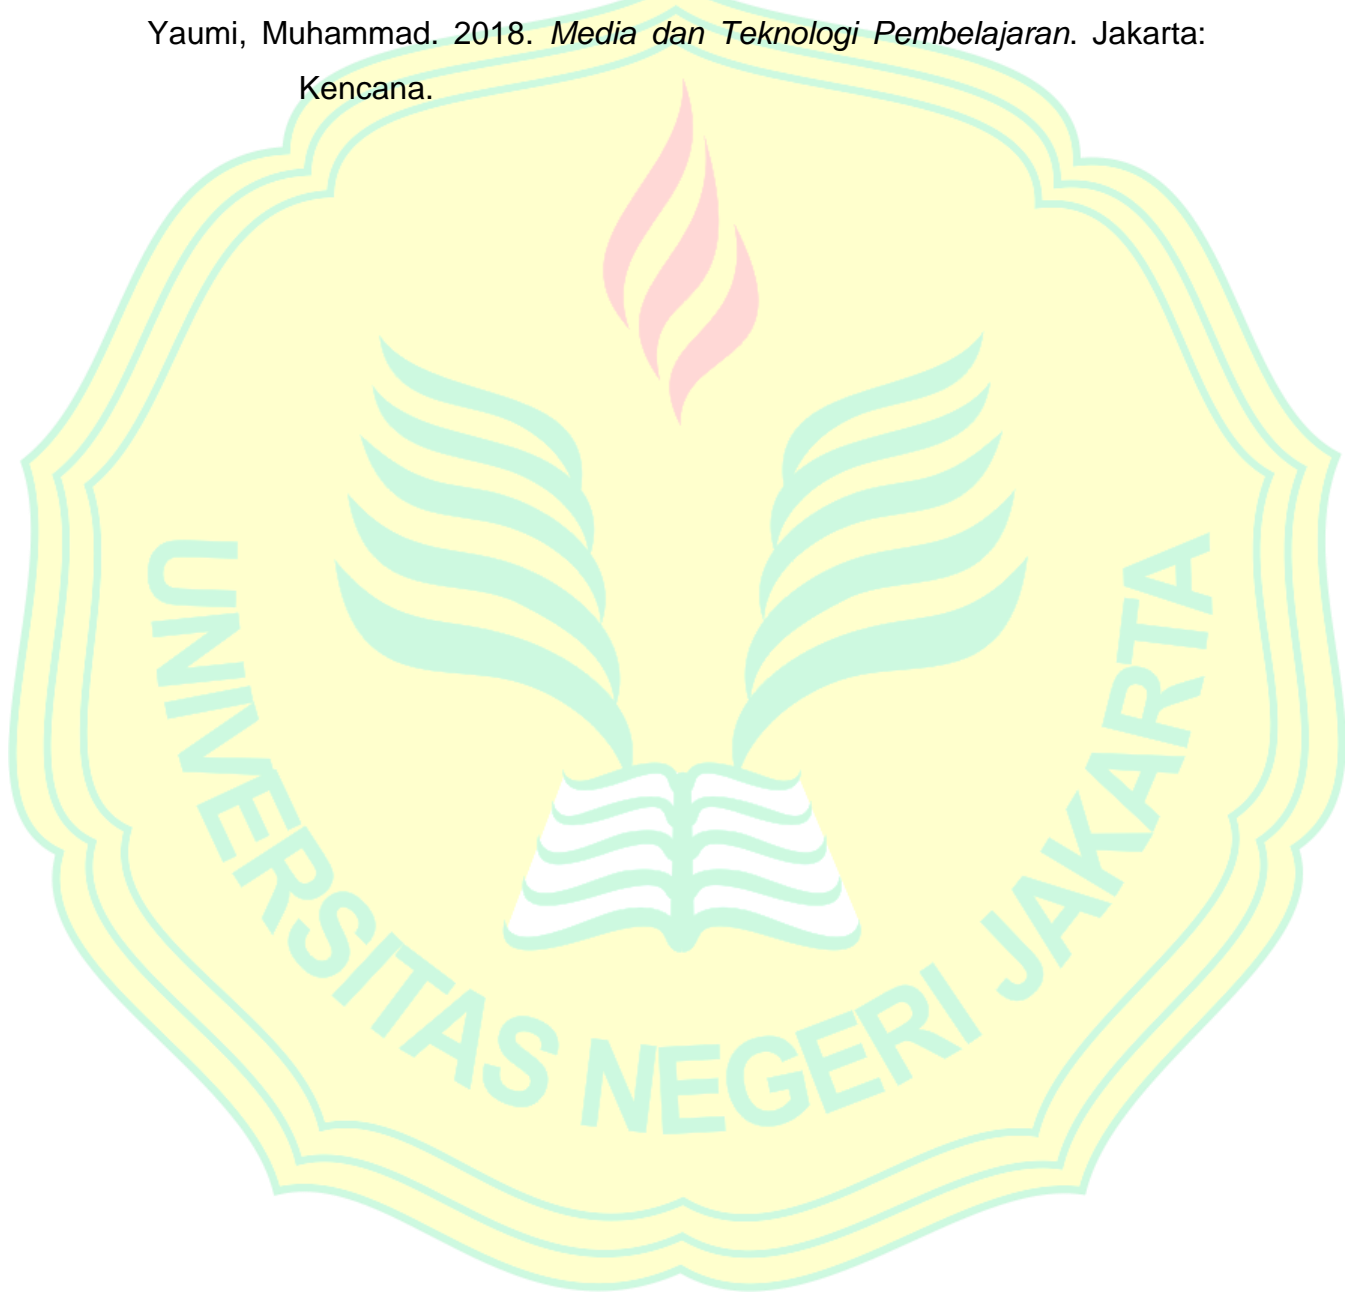 Yaumi, Muhammad. 2018. Media dan Teknologi Pembelajaran. Jakarta:
Kencana.
UNIVERSITAS NEGERI JAKARTA